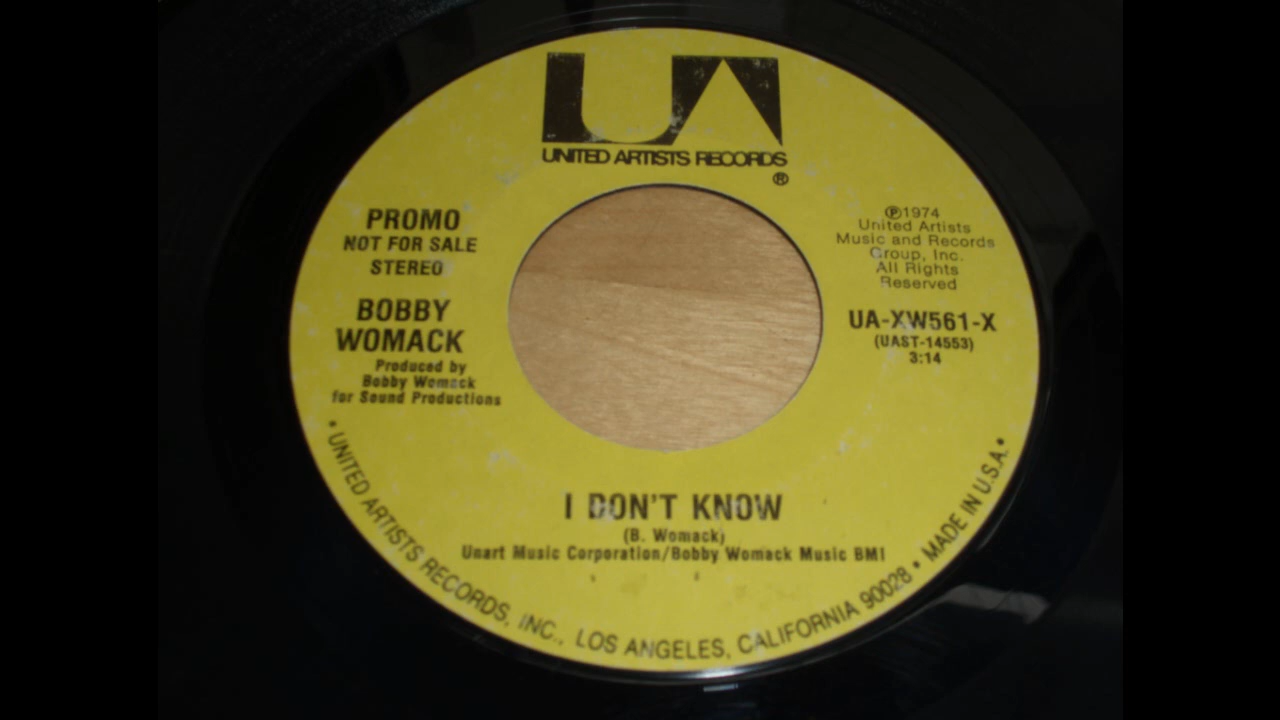 UA
UNITED ARTISTS RECORDS
®
PROMO
NOT FOR SALE
STEREO
BOBBY
WOMACK
Produced by
Bobby Womack
for Sound Productions
℗1974
United Artists
Music and Records
Group, Inc.
All Rights
Reserved
UA-XW561-X
(UAST-14553)
3:14
I DON'T KNOW
(B. Womack)
Unart Music Corporation/Bobby Womack Music BMI
• UNITED ARTISTS RECORDS, INC., LOS ANGELES, CALIFORNIA 90028 • MADE IN U.S.A. •